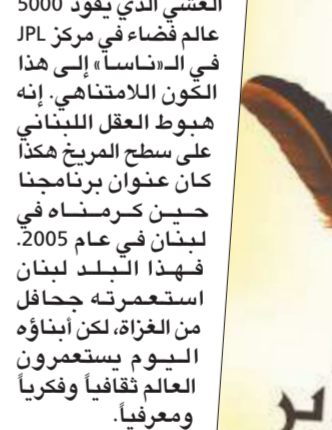 العشي الذي يقود 5000
عالم فضاء في مركز JPL
في الـ«ناسا» إلى هذا
الكون اللامتناهي. إنه
هبوط العقل اللبناني
على سطح المريخ هكذا
كان عنوان برنامجنا
حين كرمناه في
لبنان في عام 2005.
فهذا البلد لبنان
استعمرته جحافل
من الغزاة، لكن أبناؤه
اليوم يستعمرون
العالم ثقافياً وفكرياً
ومعرفياً.